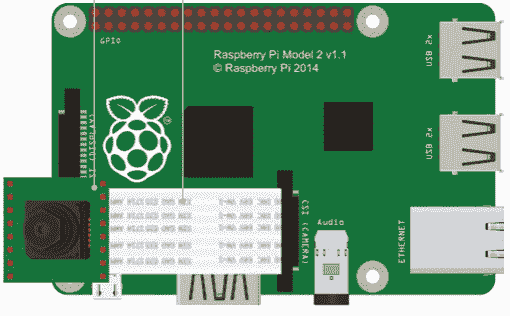 GPIO
Raspberry Pi Model 2 v1.1
© Raspberry Pi 2014
USB 2x
(DISPLAY)
USB 2x
CSI (CAMERA)
Audio
ETHERNET